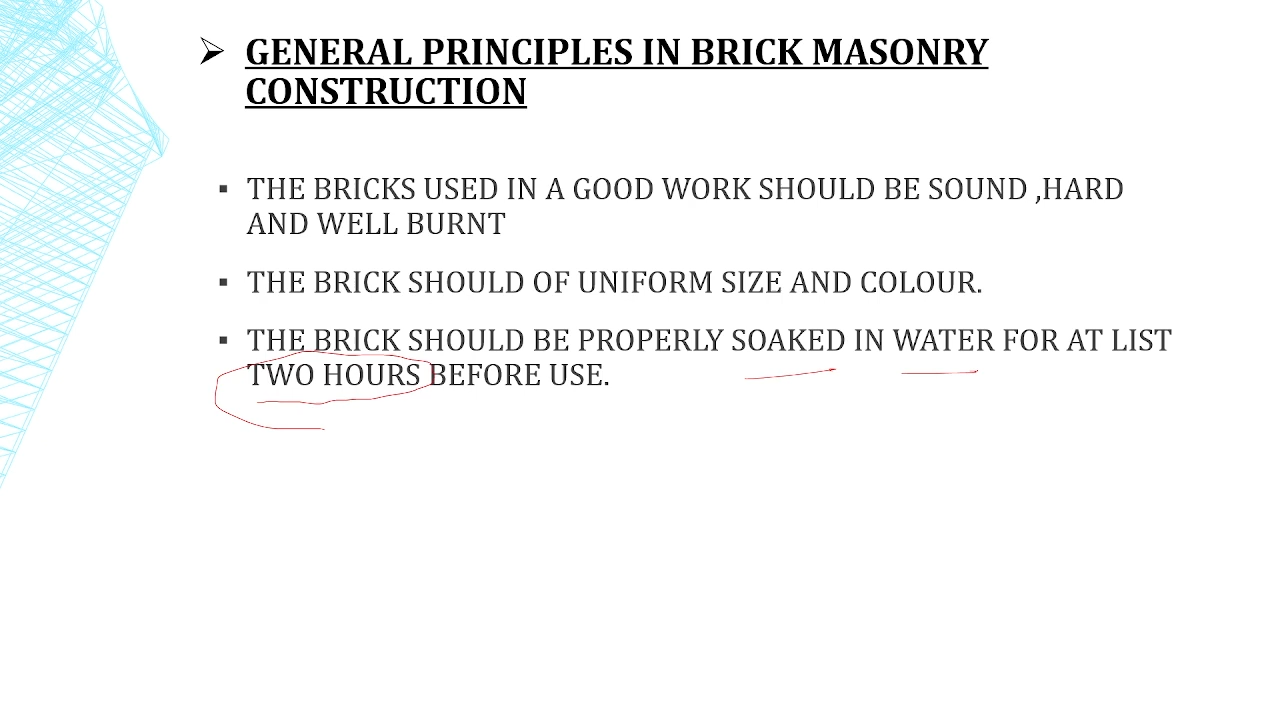 ➢ GENERAL PRINCIPLES IN BRICK MASONRY
CONSTRUCTION
▪ THE BRICKS USED IN A GOOD WORK SHOULD BE SOUND ,HARD
AND WELL BURNT
▪ THE BRICK SHOULD OF UNIFORM SIZE AND COLOUR.
▪ THE BRICK SHOULD BE PROPERLY SOAKED IN WATER FOR AT LIST
TWO HOURS BEFORE USE.